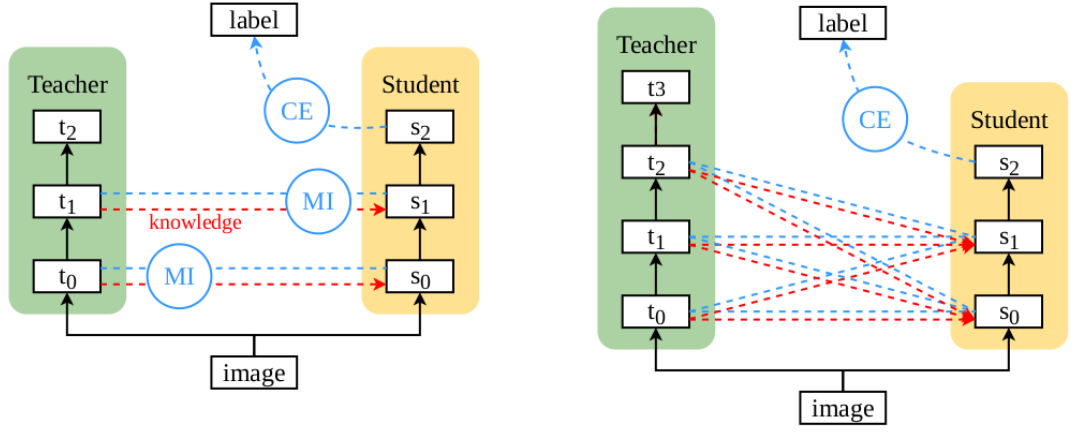 label
Teacher
Student
CE
t2
s2
t1
MI
s1
knowledge
t0
MI
s0
image
label
Teacher
t3
CE
Student
t2
s2
t1
s1
t0
s0
image